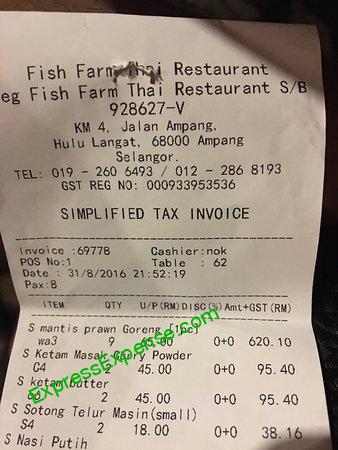 Fish Farm Thai Restaurant
eg Fish Farm Thai Restaurant S/B
928627-V
KM 4, Jalan Ampang,
Hulu Langat, 68000 Ampang
Selangor.
TEL: 019 - 260 6493 / 012 - 286 8193
GST REG NO: 000933953536
SIMPLIFIED TAX INVOICE
Invoice :69778 Cashier:nok
POS No:1 Table : 62
Date : 31/8/2016 21:52:19
Pax:8
ITEM QTY U/P(RM) DISC(%) Amt+GST(RM)
S mantis prawn Goreng [1pc]
wa3 9 0+0 620.10
S Ketam Masak Curry Powder
C4 2 45.00 0+0 95.40
S ketam butter
2 45.00 0+0 95.40
S Sotong Telur Masin(small)
S4 2 18.00 0+0 38.16
S Nasi Putih
ExpressExpense.com